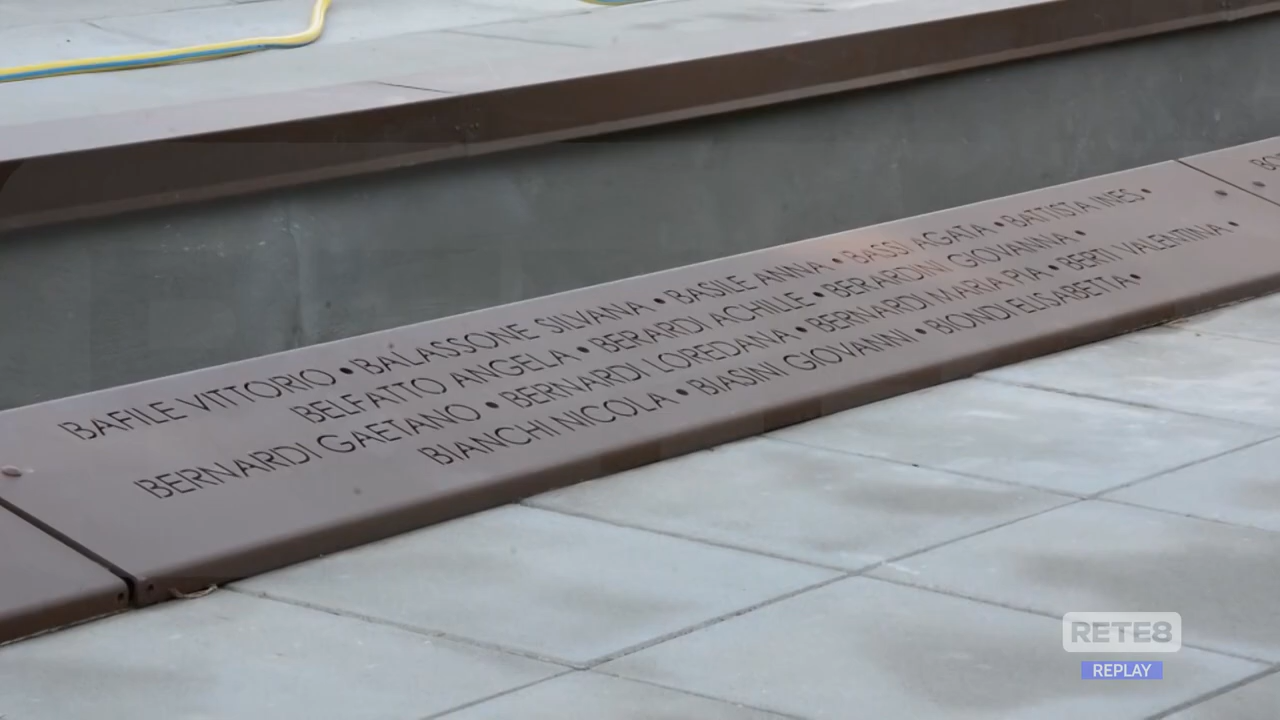 BAFILE VITTORIO • BALASSONE SILVANA • BASILE ANNA • BASSI AGATA • BATTISTA INES •
BELFATTO ANGELA • BERARDI ACHILLE • BERARDINI GIOVANNA •
BERNARDI GAETANO • BERNARDI LOREDANA • BERNARDI MARIA PIA • BERTI VALENTINA •
BIANCHI NICOLA • BIASINI GIOVANNI • BIONDI ELISABETTA •
RETE8
REPLAY